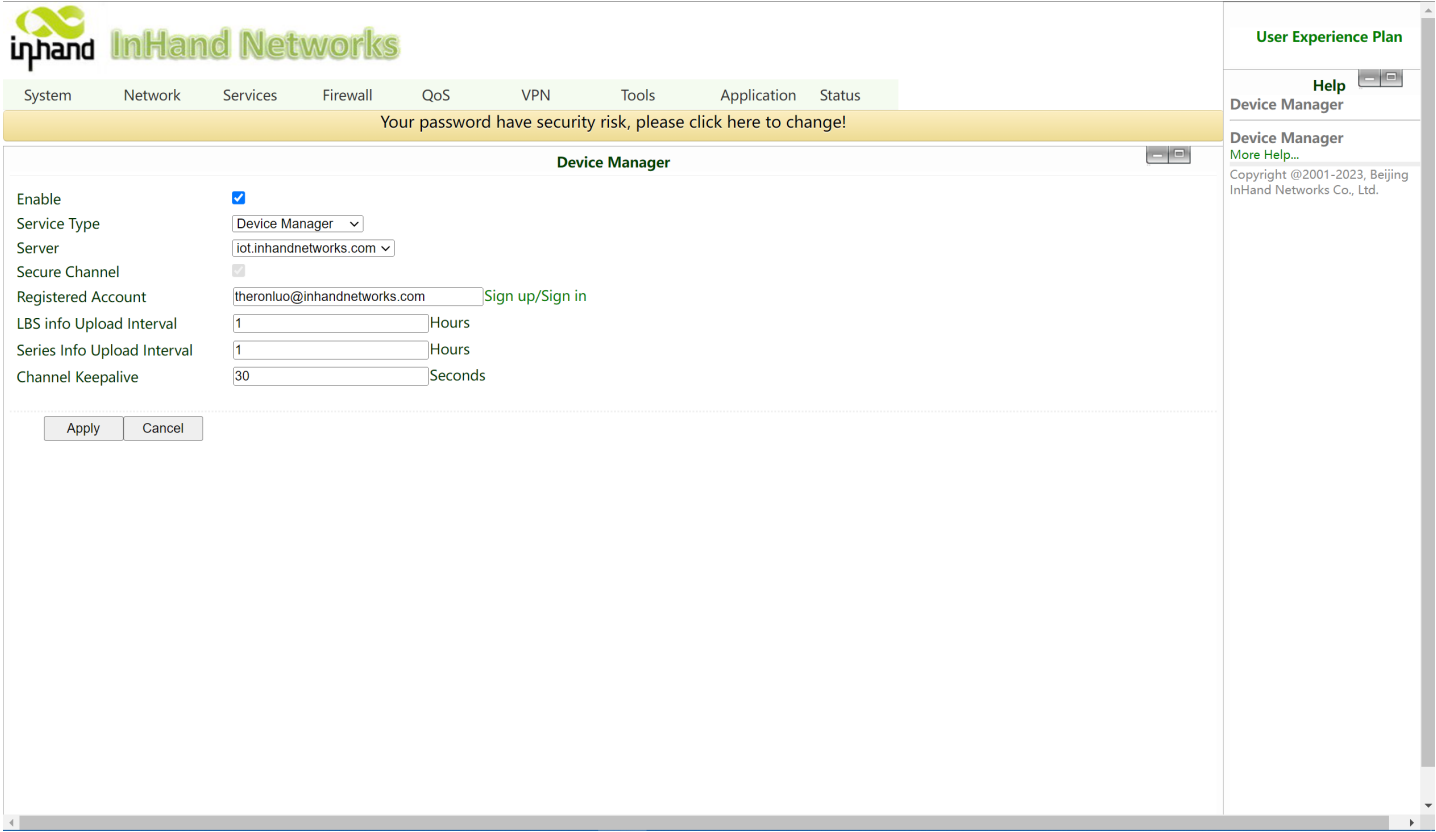 inhand InHand Networks
User Experience Plan
System Network Services Firewall QoS VPN Tools Application Status
Your password have security risk, please click here to change!
Device Manager
Enable
Service Type Device Manager
Server iot.inhandnetworks.com
Secure Channel
Registered Account theronluo@inhandnetworks.com Sign up/Sign in
LBS info Upload Interval 1 Hours
Series Info Upload Interval 1 Hours
Channel Keepalive 30 Seconds
Apply Cancel
Help
Device Manager
Device Manager
More Help...
Copyright @2001-2023, Beijing
InHand Networks Co., Ltd.